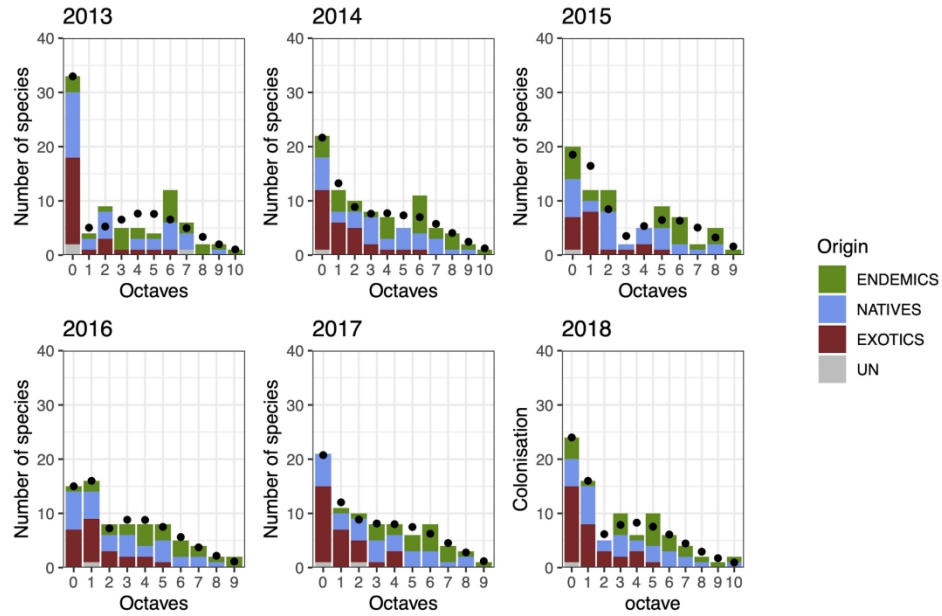 2013 2014 2015
Number of species Number of species Number of species
40 40 40
30 30 30
20 20 20
10 10 10
0 0 0
0 1 2 3 4 5 6 7 8 9 10 0 1 2 3 4 5 6 7 8 9 10 0 1 2 3 4 5 6 7 8 9
Octaves Octaves Octaves
Origin
ENDEMICS
NATIVES
EXOTICS
UN
2016 2017 2018
Number of species Number of species Colonisation
40 40 40
30 30 30
20 20 20
10 10 10
0 0 0
0 1 2 3 4 5 6 7 8 9 0 1 2 3 4 5 6 7 8 9 0 1 2 3 4 5 6 7 8 9 10
Octaves Octaves octave